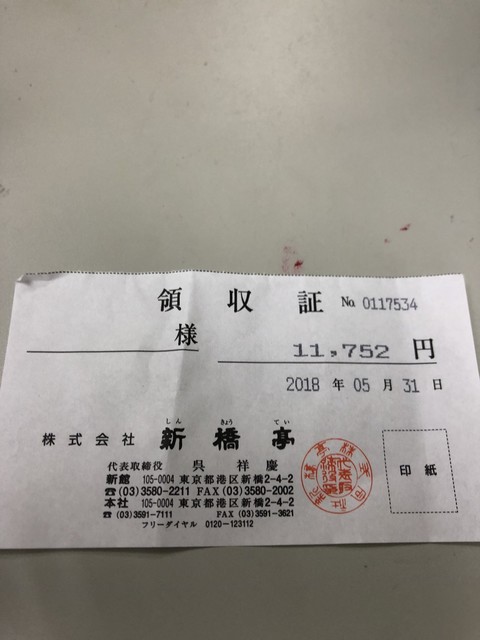 領 収 証 No 0117534
様
11,752 円
2018 年 05 月 31 日
しん きょう てい
株式会社 新 橋 亭
代表取締役 呉 祥 慶
新館 105-0004 東京都港区新橋2-4-2
☎(03)3580-2211 FAX(03)3580-2002
本社 105-0004 東京都港区新橋2-4-2
☎(03)3591-7111 FAX(03)3591-3621
フリーダイヤル 0120-123112
印 紙